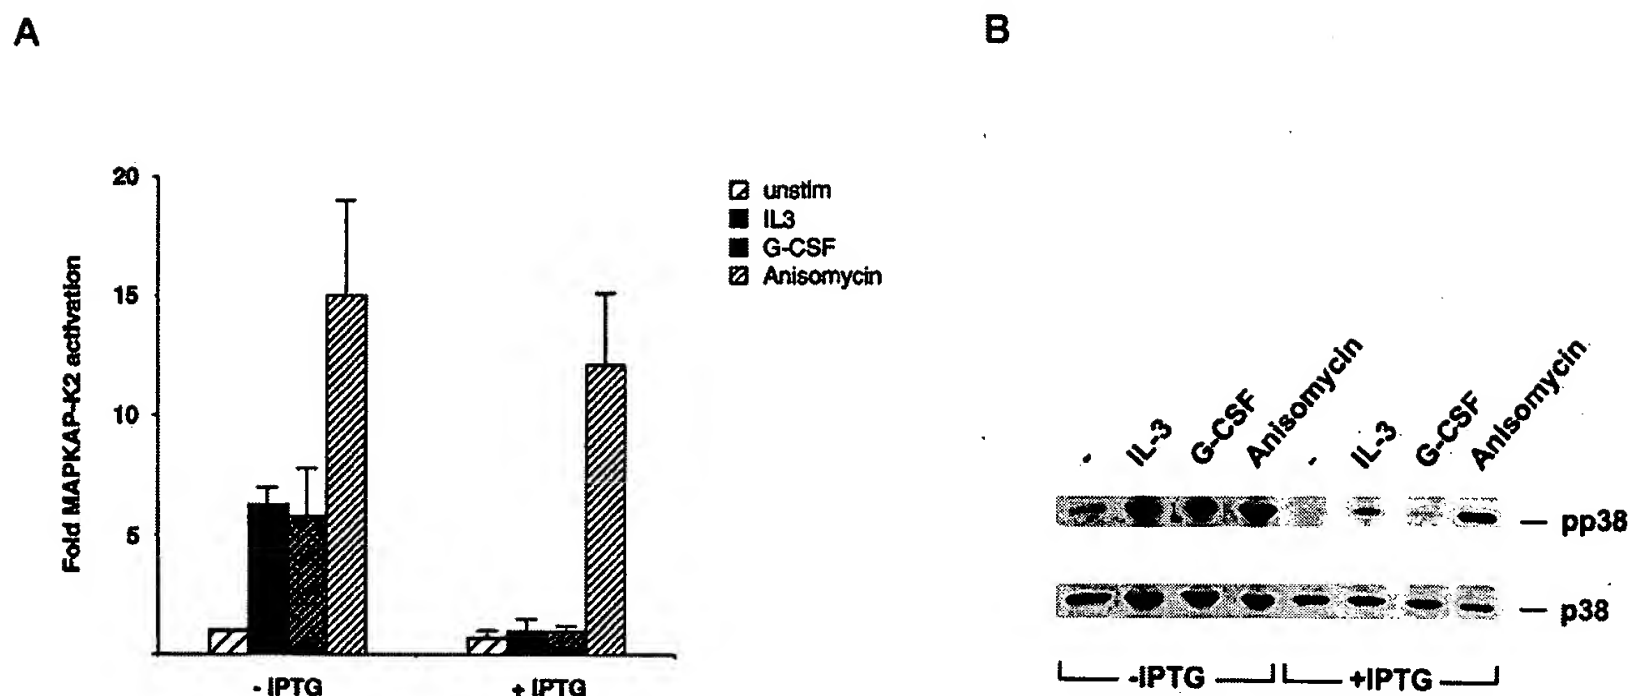 A
B
Fold MAPKAP-K2 activation
20
15
10
5
- IPTG
+ IPTG
unstim
IL3
G-CSF
Anisomycin
- IL-3 G-CSF Anisomycin - IL-3 G-CSF Anisomycin
pp38
p38
-IPTG
+IPTG